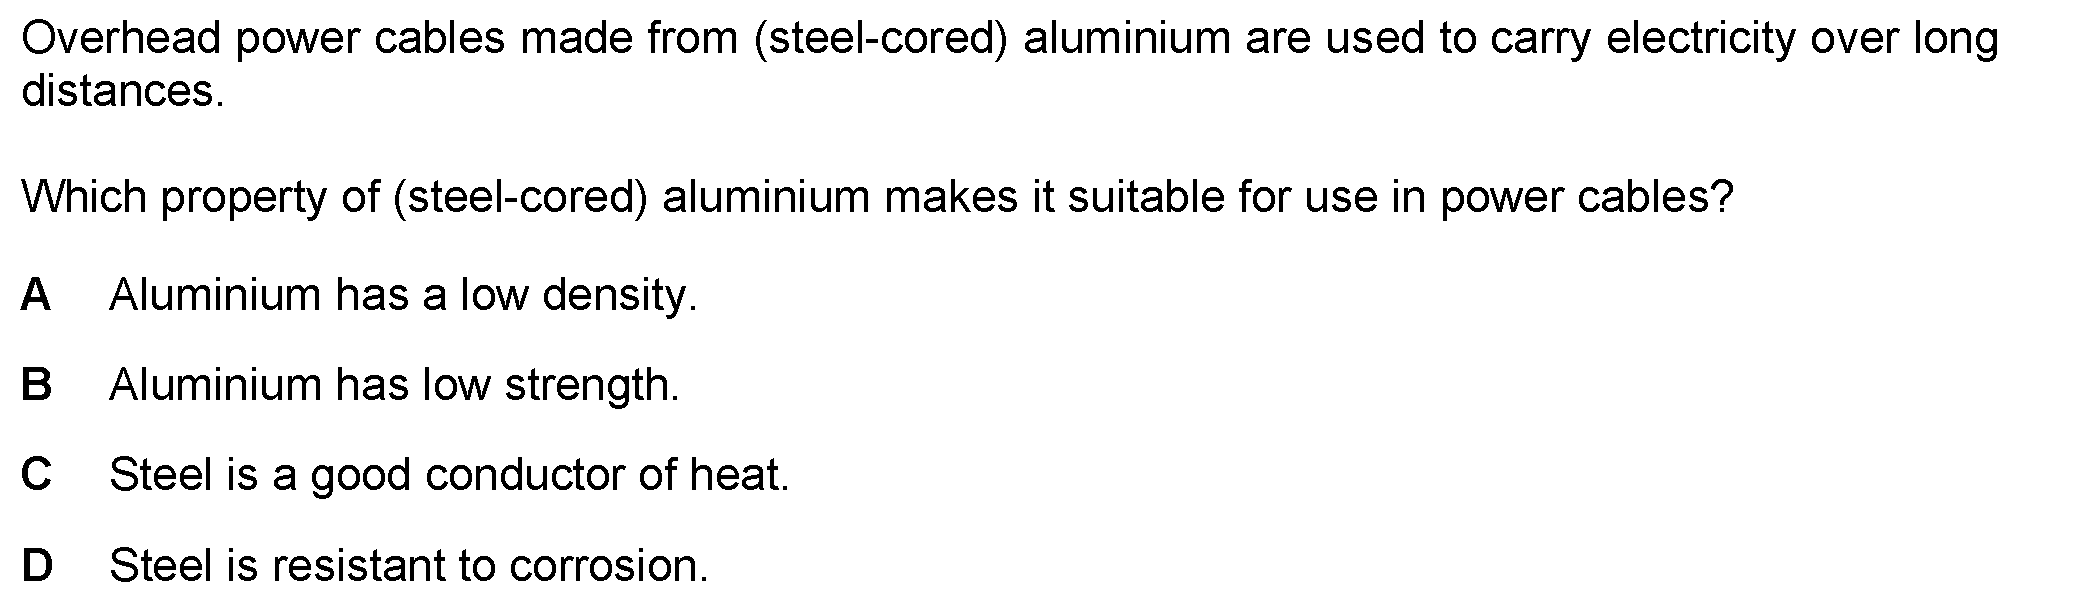 Overhead power cables made from (steel-cored) aluminium are used to carry electricity over long
distances.
Which property of (steel-cored) aluminium makes it suitable for use in power cables?
A Aluminium has a low density.
B Aluminium has low strength.
C Steel is a good conductor of heat.
D Steel is resistant to corrosion.